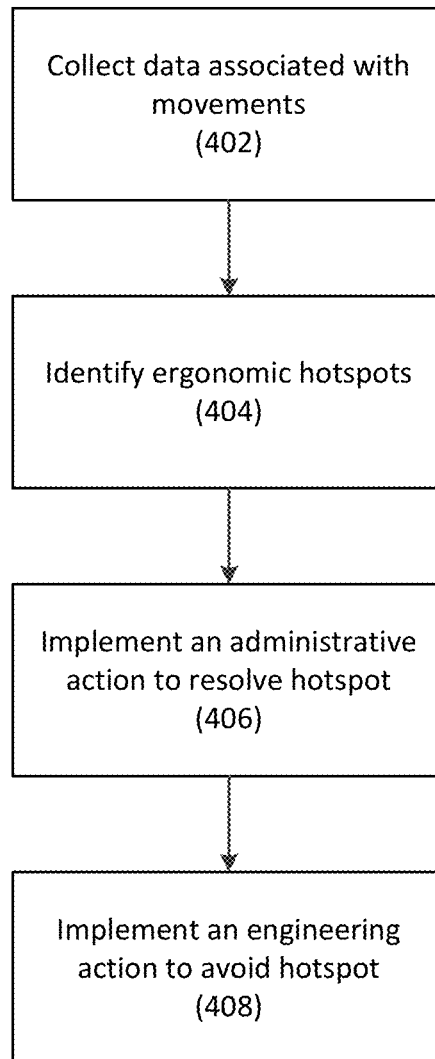 Collect data associated with
movements
(402)
Identify ergonomic hotspots
(404)
Implement an administrative
action to resolve hotspot
(406)
Implement an engineering
action to avoid hotspot
(408)